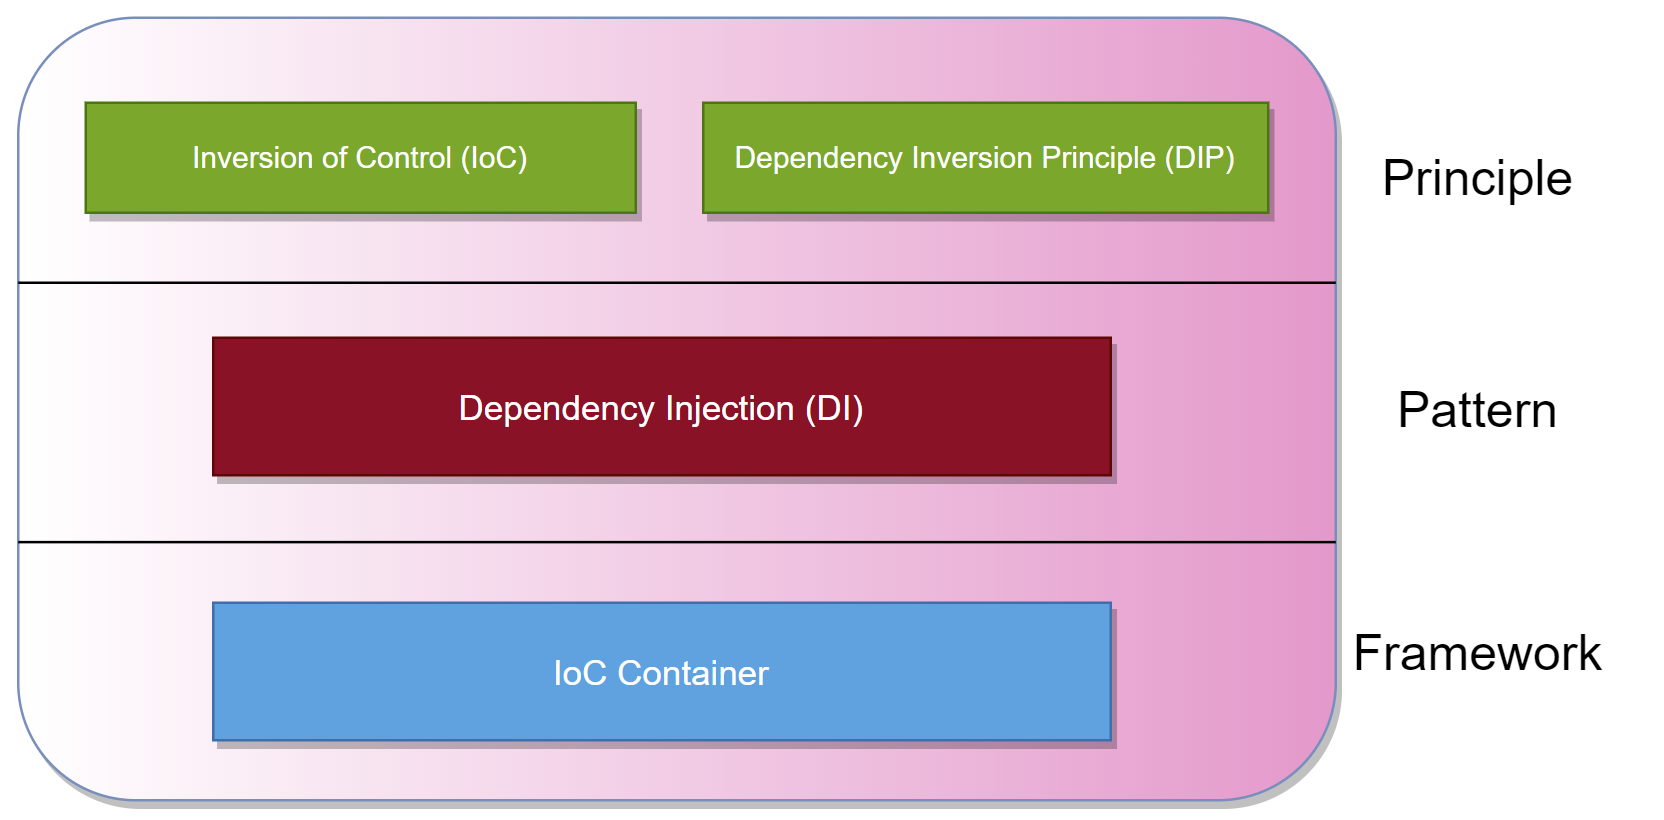 Inversion of Control (IoC)
Dependency Inversion Principle (DIP)
Principle
Dependency Injection (DI)
Pattern
IoC Container
Framework